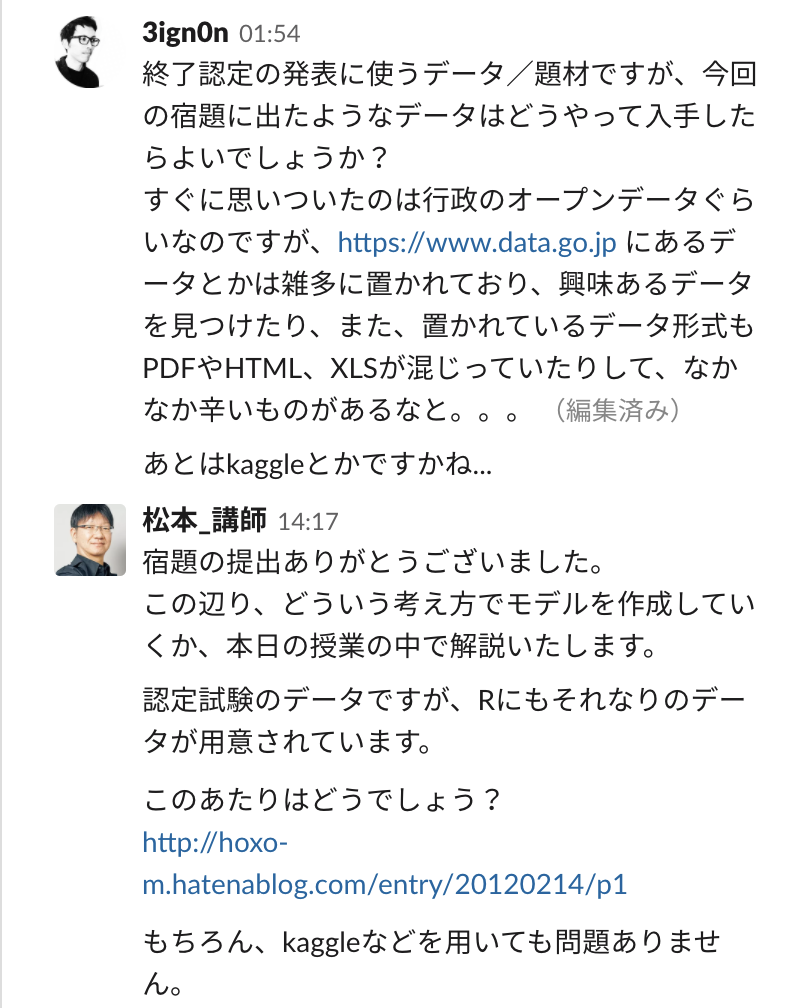 3ign0n 01:54
終了認定の発表に使うデータ／題材ですが、今回
の宿題に出たようなデータはどうやって入手した
らよいでしょうか？
すぐに思いついたのは行政のオープンデータぐら
いなのですが、https://www.data.go.jp にあるデ
ータとかは雑多に置かれており、興味あるデータ
を見つけたり、また、置かれているデータ形式も
PDFやHTML、XLSが混じっていたりして、なか
なか辛いものがあるなと。。。 （編集済み）
あとはkaggleとかですかね...
松本_講師 14:17
宿題の提出ありがとうございました。
この辺り、どういう考え方でモデルを作成してい
くか、本日の授業の中で解説いたします。
認定試験のデータですが、Rにもそれなりのデー
タが用意されています。
このあたりはどうでしょう？
http://hoxo-
m.hatenablog.com/entry/20120214/p1
もちろん、kaggleなどを用いても問題ありませ
ん。